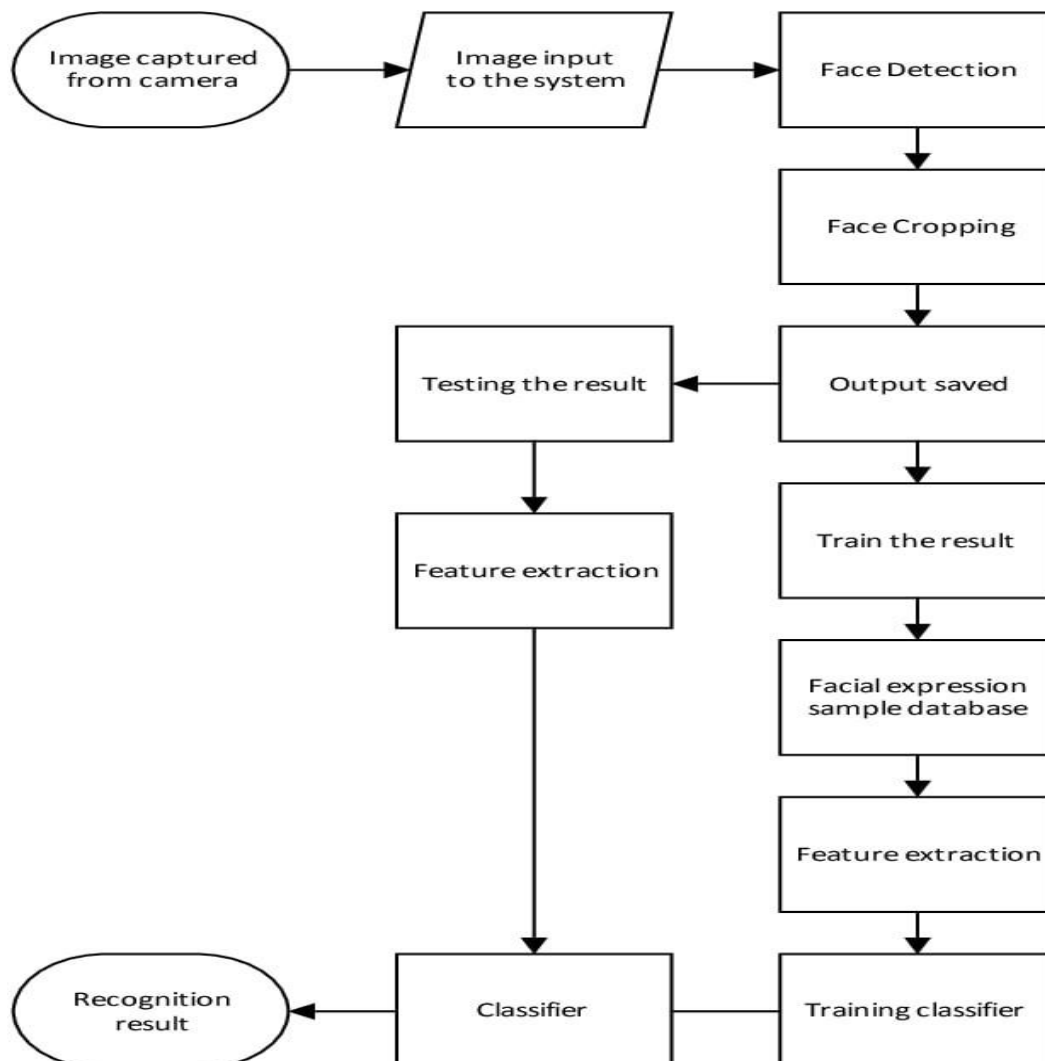 Image captured
from camera
Image input
to the system
Face Detection
Face Cropping
Testing the result
Output saved
Train the result
Feature extraction
Facial expression
sample database
Feature extraction
Recognition
result
Classifier
Training classifier